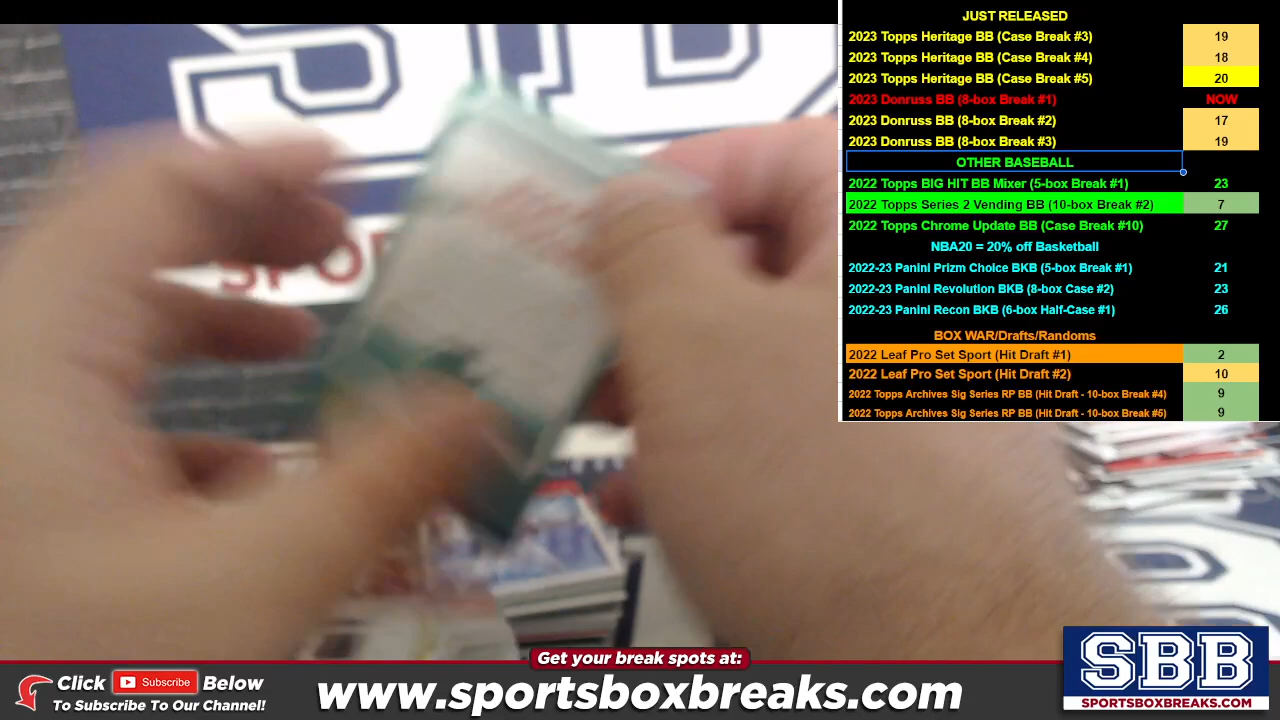 JUST RELEASED
2023 Topps Heritage BB (Case Break #3) 19
2023 Topps Heritage BB (Case Break #4) 18
2023 Topps Heritage BB (Case Break #5) 20
2023 Donruss BB (8-box Break #1) NOW
2023 Donruss BB (8-box Break #2) 17
2023 Donruss BB (8-box Break #3) 19
OTHER BASEBALL
2022 Topps BIG HIT BB Mixer (5-box Break #1) 23
2022 Topps Series 2 Vending BB (10-box Break #2) 7
2022 Topps Chrome Update BB (Case Break #10) 27
NBA20 = 20% off Basketball
2022-23 Panini Prizm Choice BKB (5-box Break #1) 21
2022-23 Panini Revolution BKB (8-box Case #2) 23
2022-23 Panini Recon BKB (6-box Half-Case #1) 26
BOX WAR/Drafts/Randoms
2022 Leaf Pro Set Sport (Hit Draft #1) 2
2022 Leaf Pro Set Sport (Hit Draft #2) 10
2022 Topps Archives Sig Series RP BB (Hit Draft - 10-box Break #4) 9
2022 Topps Archives Sig Series RP BB (Hit Draft - 10-box Break #5) 9
SPO
Get your break spots at:
Click Subscribe Below
To Subscribe To Our Channel!
www.sportsboxbreaks.com
SBB
SPORTSBOXBREAKS.COM